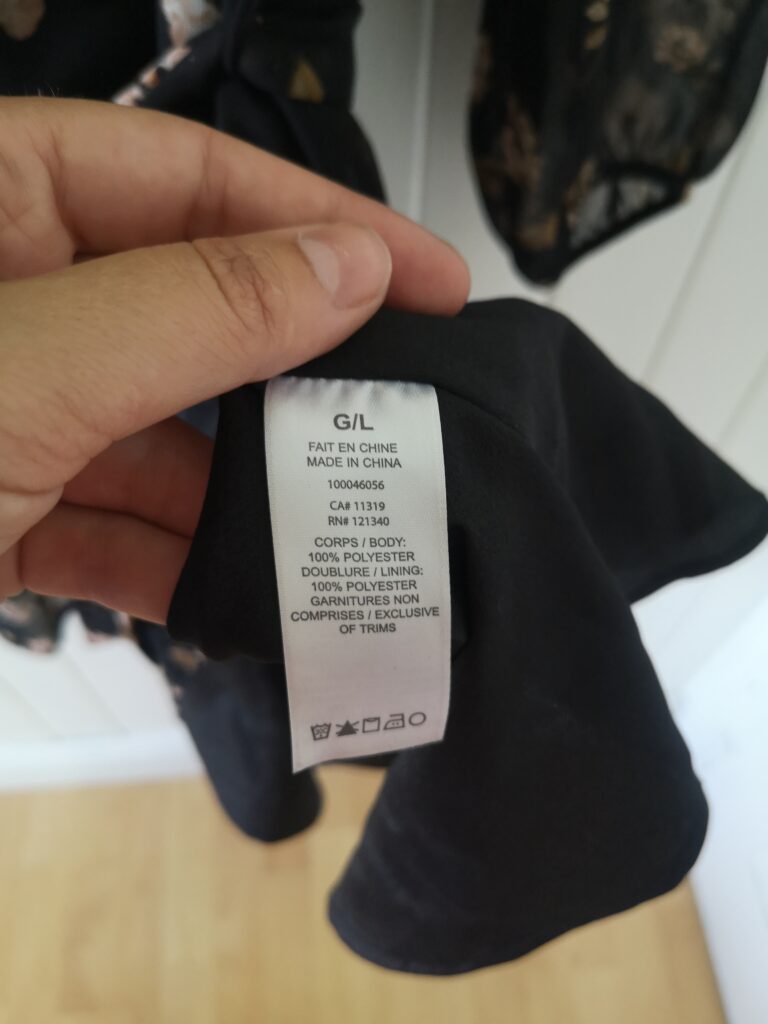 G/L
FAIT EN CHINE
MADE IN CHINA
100046056
CA# 11319
RN# 121340
CORPS / BODY:
100% POLYESTER
DOUBLURE / LINING:
100% POLYESTER
GARNITURES NON
COMPRISES / EXCLUSIVE
OF TRIMS